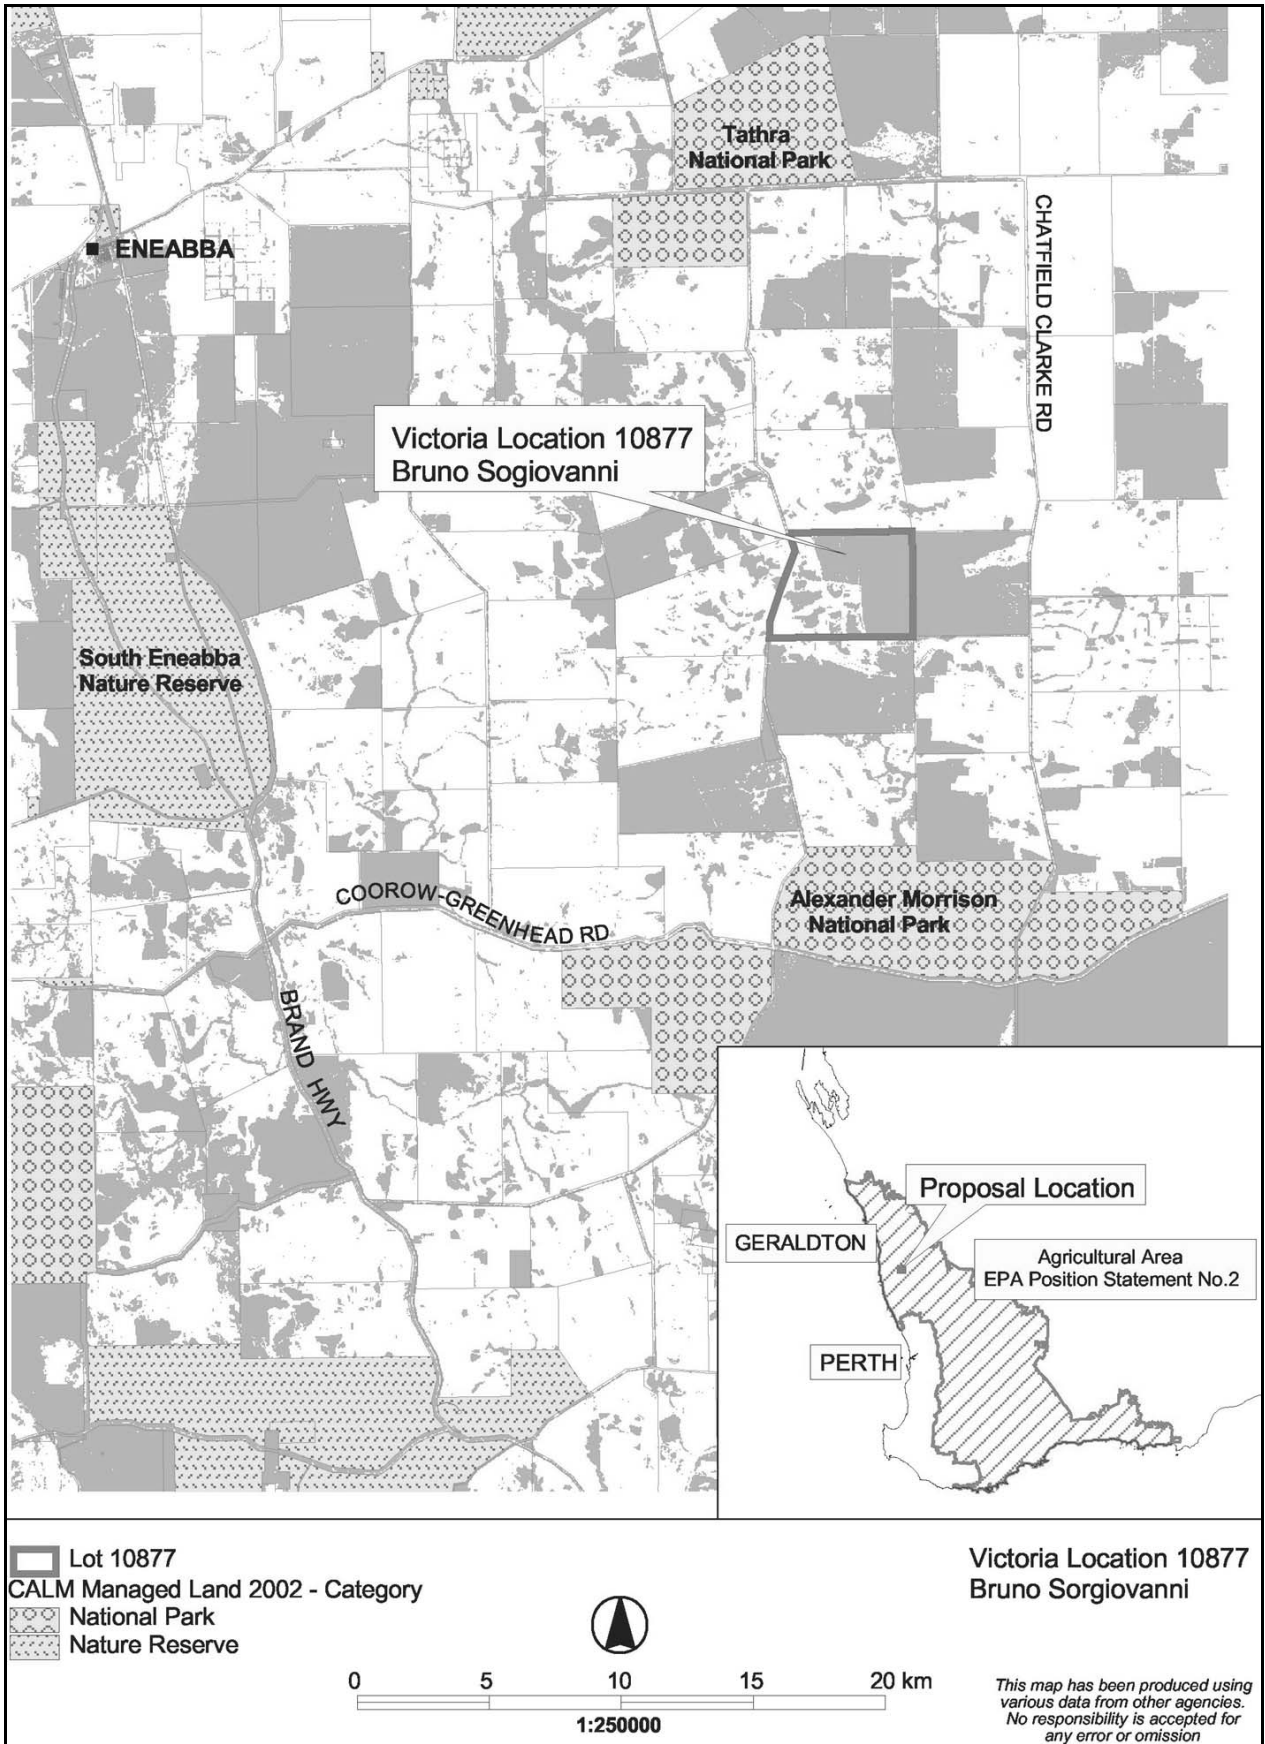 Tathra
National Park
CHATFIELD CLARKE RD
ENEABBA
Victoria Location 10877
Bruno Sogiovanni
South Eneabba
Nature Reserve
COOROW-GREENHEAD RD
Alexander Morrison
National Park
BRAND HWY
Proposal Location
GERALDTON
Agricultural Area
EPA Position Statement No.2
PERTH
Lot 10877
CALM Managed Land 2002 - Category
National Park
Nature Reserve
Victoria Location 10877
Bruno Sorgiovanni
0 5 10 15 20 km
1:250000
This map has been produced using
various data from other agencies.
No responsibility is accepted for
any error or omission